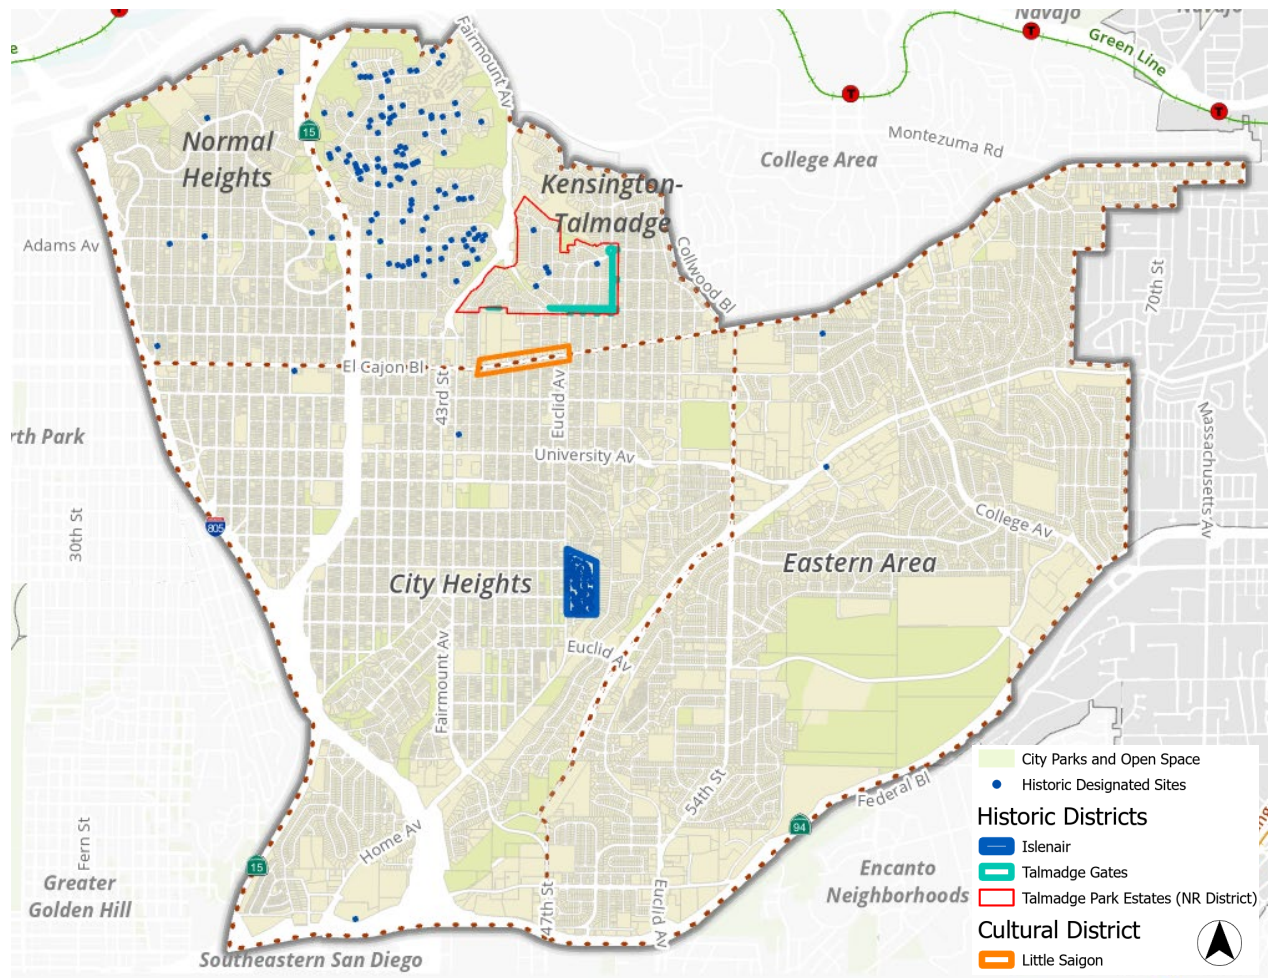 Navajo
Navajo
Green Line
e
Fairmount Av
15
Normal
Heights
Montezuma Rd
College Area
Kensington-
Talmadge
Adams Av
Collwood Bl
70th St
El Cajon Bl
43rd St
Euclid Av
rth Park
University Av
Massachusetts Av
805
30th St
College Av
City Heights
Eastern Area
Euclid Av
Fairmount Av
54th St
Federal Bl
94
Home Av
Fern St
15
Greater
Golden Hill
47th St
Euclid Av
Encanto
Neighborhoods
Southeastern San Diego
City Parks and Open Space
Historic Designated Sites
Historic Districts
Islenair
Talmadge Gates
Talmadge Park Estates (NR District)
Cultural District
Little Saigon